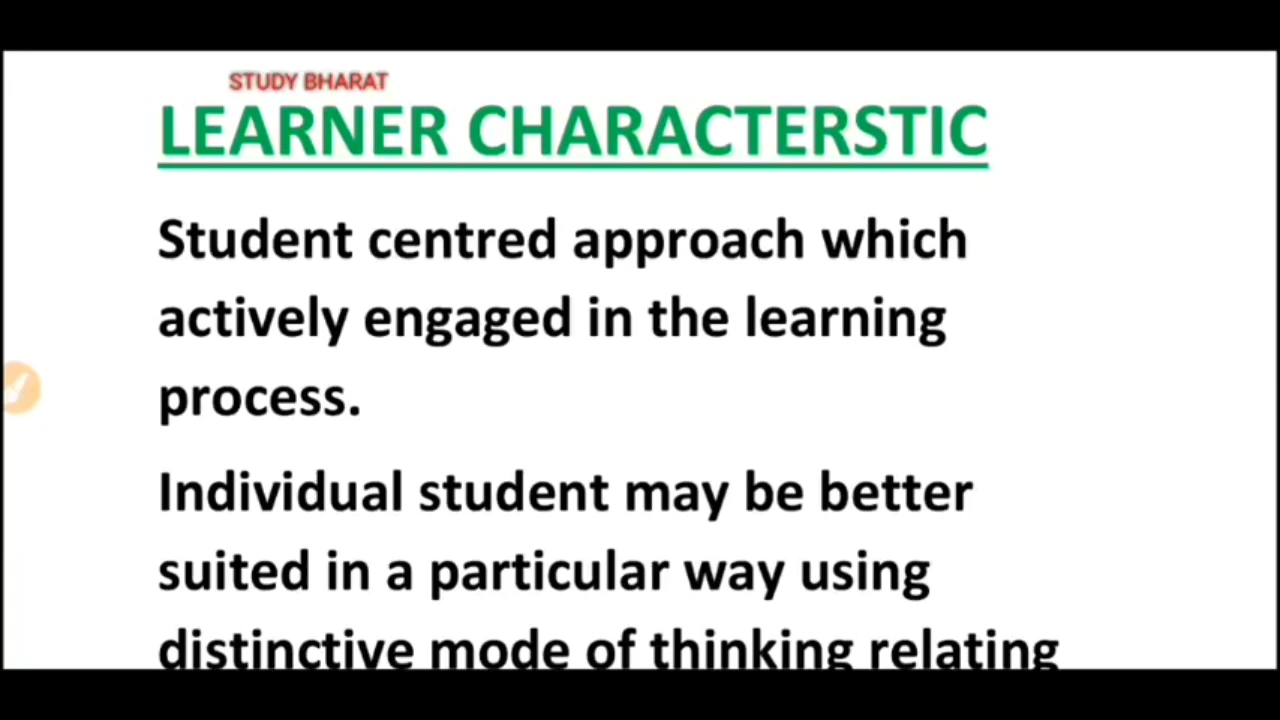 STUDY BHARAT
LEARNER CHARACTERSTIC
Student centred approach which
actively engaged in the learning
process.
Individual student may be better
suited in a particular way using
distinctive mode of thinking relating